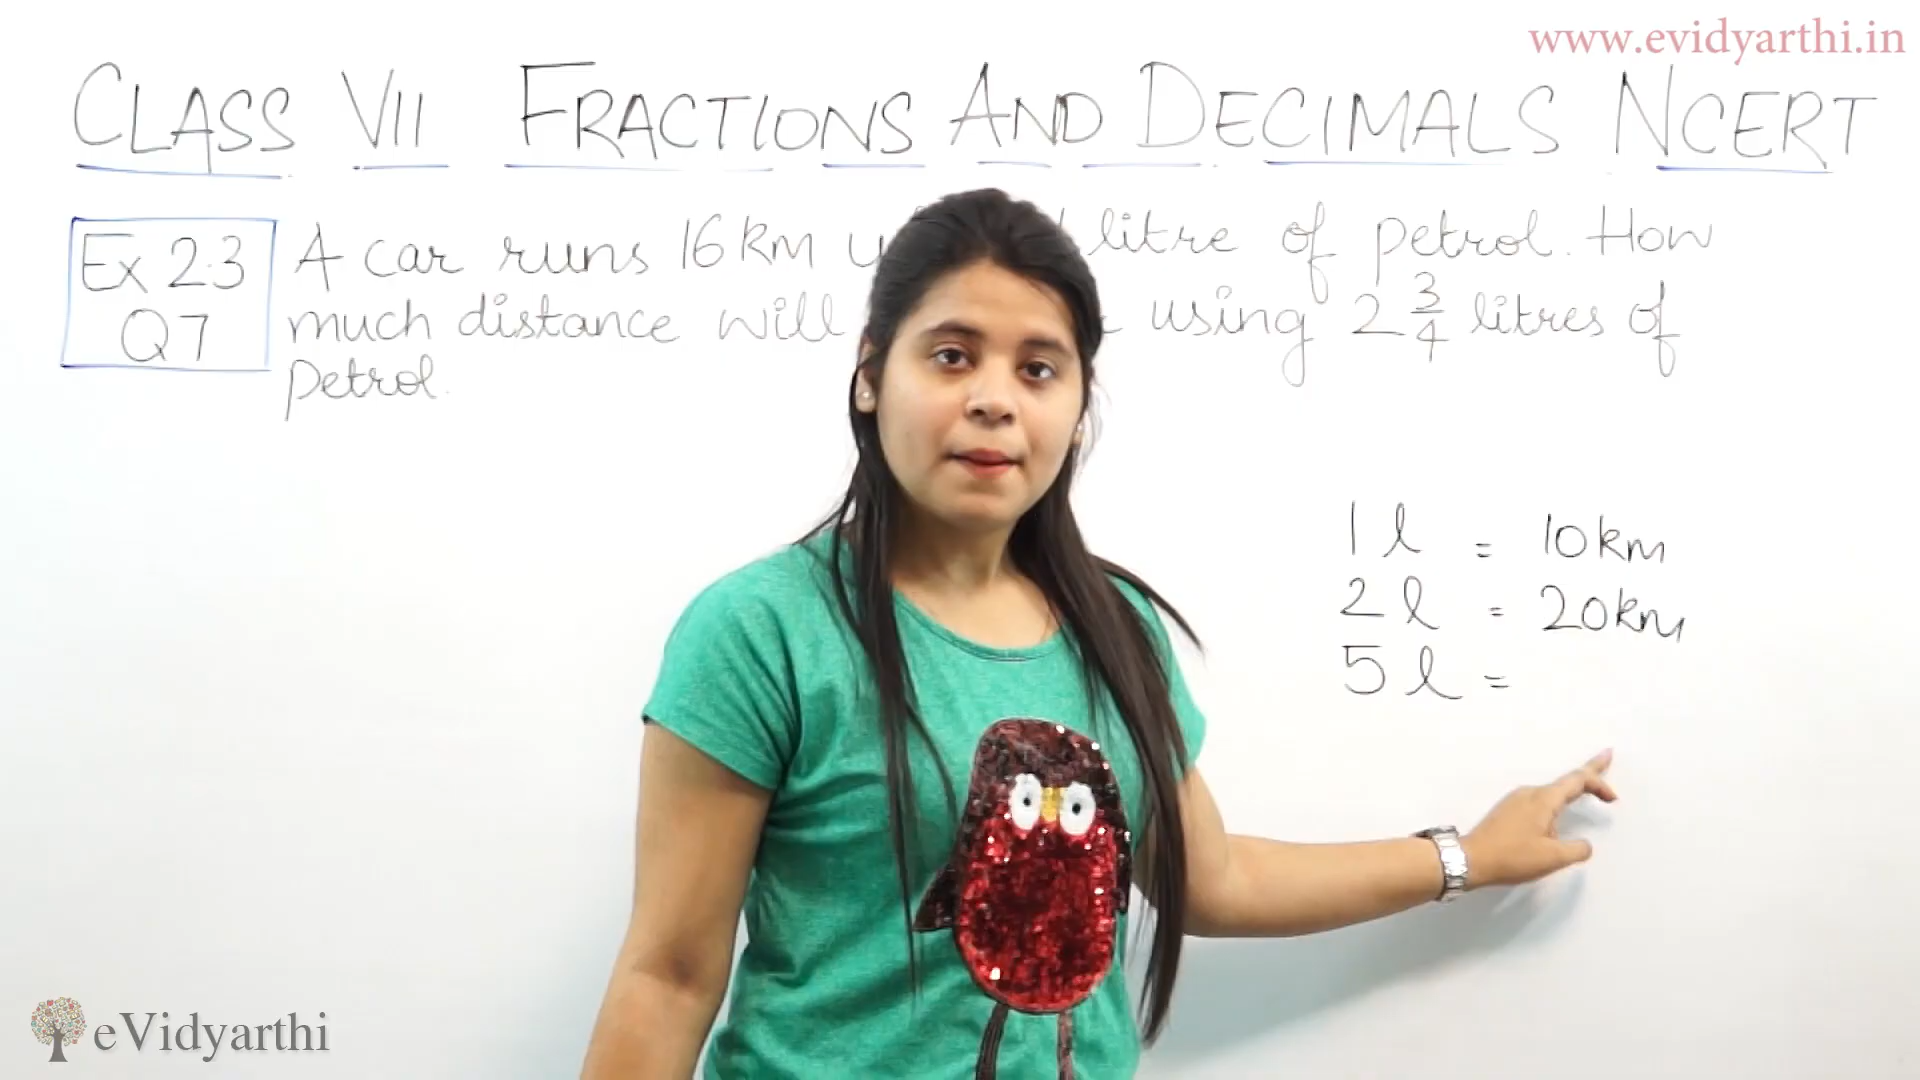 www.evidyarthi.in
CLASS VII FRACTIONS AND DECIMALS NCERT
Ex 2.3
Q7
A car runs 16 km litre of petrol. How
much distance will using 2 3/4 litres of
petrol.
1 l = 10 km
2 l = 20 km
5 l =
eVidyarthi